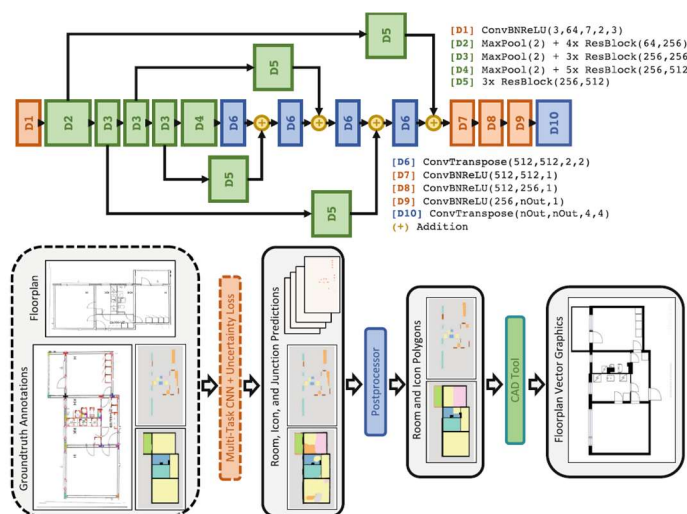 [D1] ConvBNReLU(3,64,7,2,3)
[D2] MaxPool(2) + 4x ResBlock(64,256)
[D3] MaxPool(2) + 3x ResBlock(256,256)
[D4] MaxPool(2) + 5x ResBlock(256,512)
[D5] 3x ResBlock(256,512)
D5
D5
D1
D2
D3
D3
D3
D4
D6
D6
D6
D6
D7
D8
D9
D10
D5
D5
[D6] ConvTranspose(512,512,2,2)
[D7] ConvBNReLU(512,512,1)
[D8] ConvBNReLU(512,256,1)
[D9] ConvBNReLU(256,nOut,1)
[D10] ConvTranspose(nOut,nOut,4,4)
(+) Addition
Floorplan
Groundtruth Annotations
Multi-Task CNN + Uncertainty Loss
Room, Icon, and Junction Predictions
Postprocessor
Room and Icon Polygons
CAD Tool
Floorplan Vector Graphics